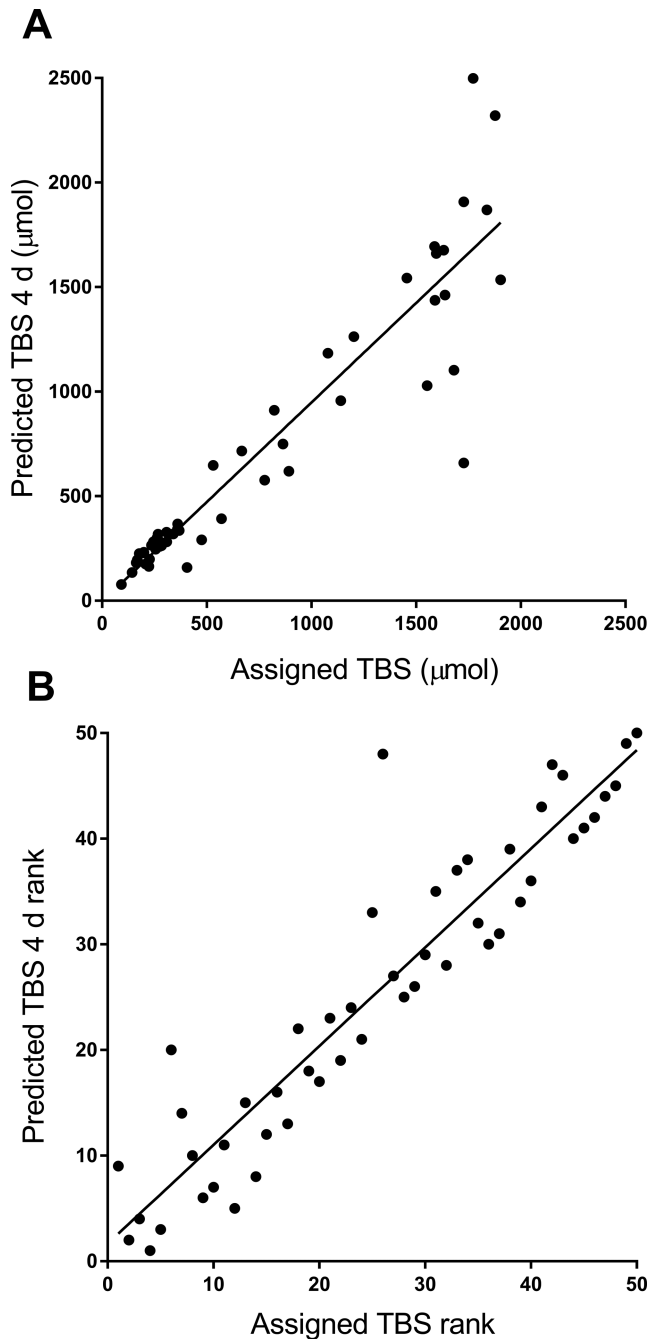 A
2500
2000
1500
1000
500
0
Predicted TBS 4 d (μmol)
0 500 1000 1500 2000 2500
Assigned TBS (μmol)
B
50
40
30
20
10
0
Predicted TBS 4 d rank
0 10 20 30 40 50
Assigned TBS rank